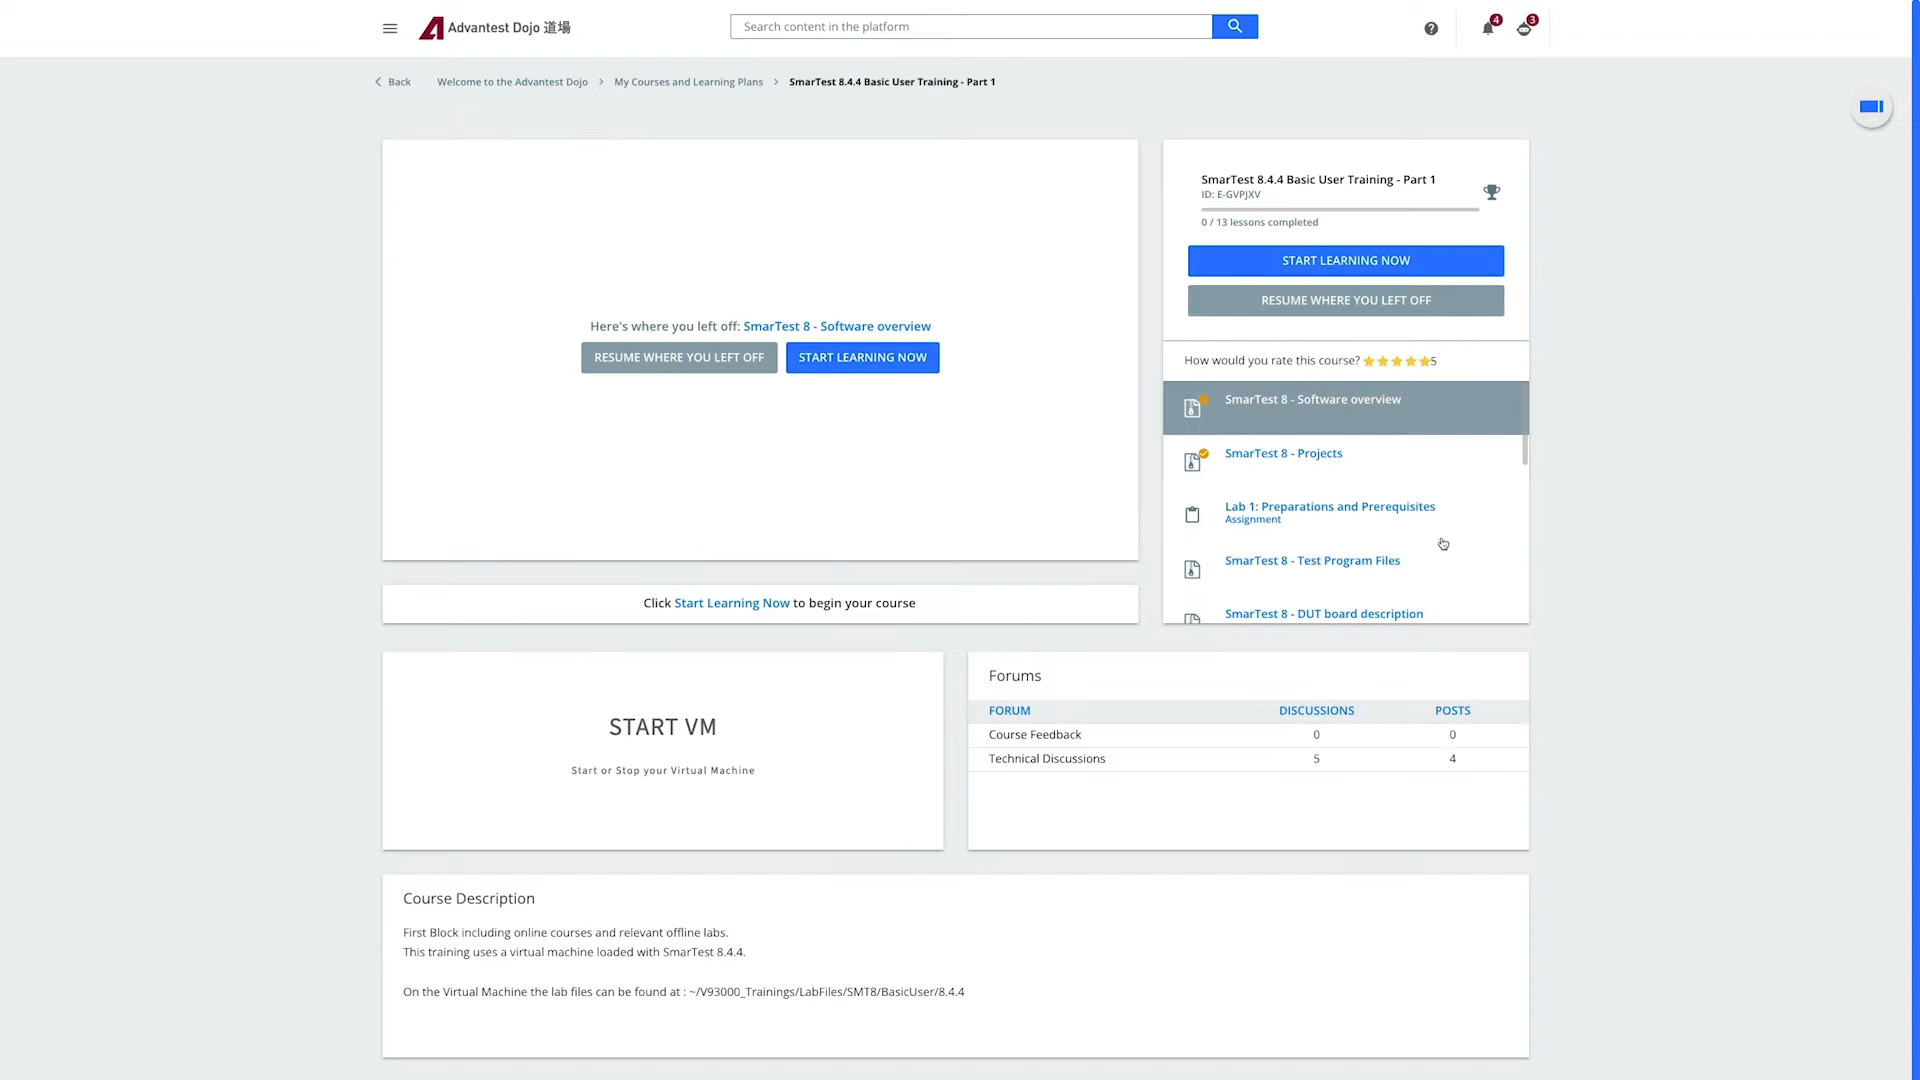 Advantest Dojo 道場
Search content in the platform
4
3
Back
Welcome to the Advantest Dojo > My Courses and Learning Plans > SmarTest 8.4.4 Basic User Training - Part 1
Here's where you left off: SmarTest 8 - Software overview
RESUME WHERE YOU LEFT OFF
START LEARNING NOW
Click Start Learning Now to begin your course
SmarTest 8.4.4 Basic User Training - Part 1
ID: E-GVPJXV
0 / 13 lessons completed
START LEARNING NOW
RESUME WHERE YOU LEFT OFF
How would you rate this course? 5
SmarTest 8 - Software overview
SmarTest 8 - Projects
Lab 1: Preparations and Prerequisites
Assignment
SmarTest 8 - Test Program Files
SmarTest 8 - DUT board description
START VM
Start or Stop your Virtual Machine
Forums
FORUM DISCUSSIONS POSTS
Course Feedback 0 0
Technical Discussions 5 4
Course Description
First Block including online courses and relevant offline labs.
This training uses a virtual machine loaded with SmarTest 8.4.4.
On the Virtual Machine the lab files can be found at : ~/V93000_Trainings/LabFiles/SMT8/BasicUser/8.4.4